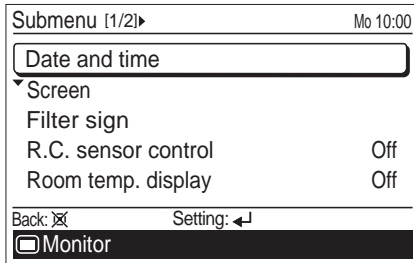 Submenu [1/2]▸ Mo 10:00
Date and time
Screen
Filter sign
R.C. sensor control Off
Room temp. display Off
Back: Setting:
Monitor